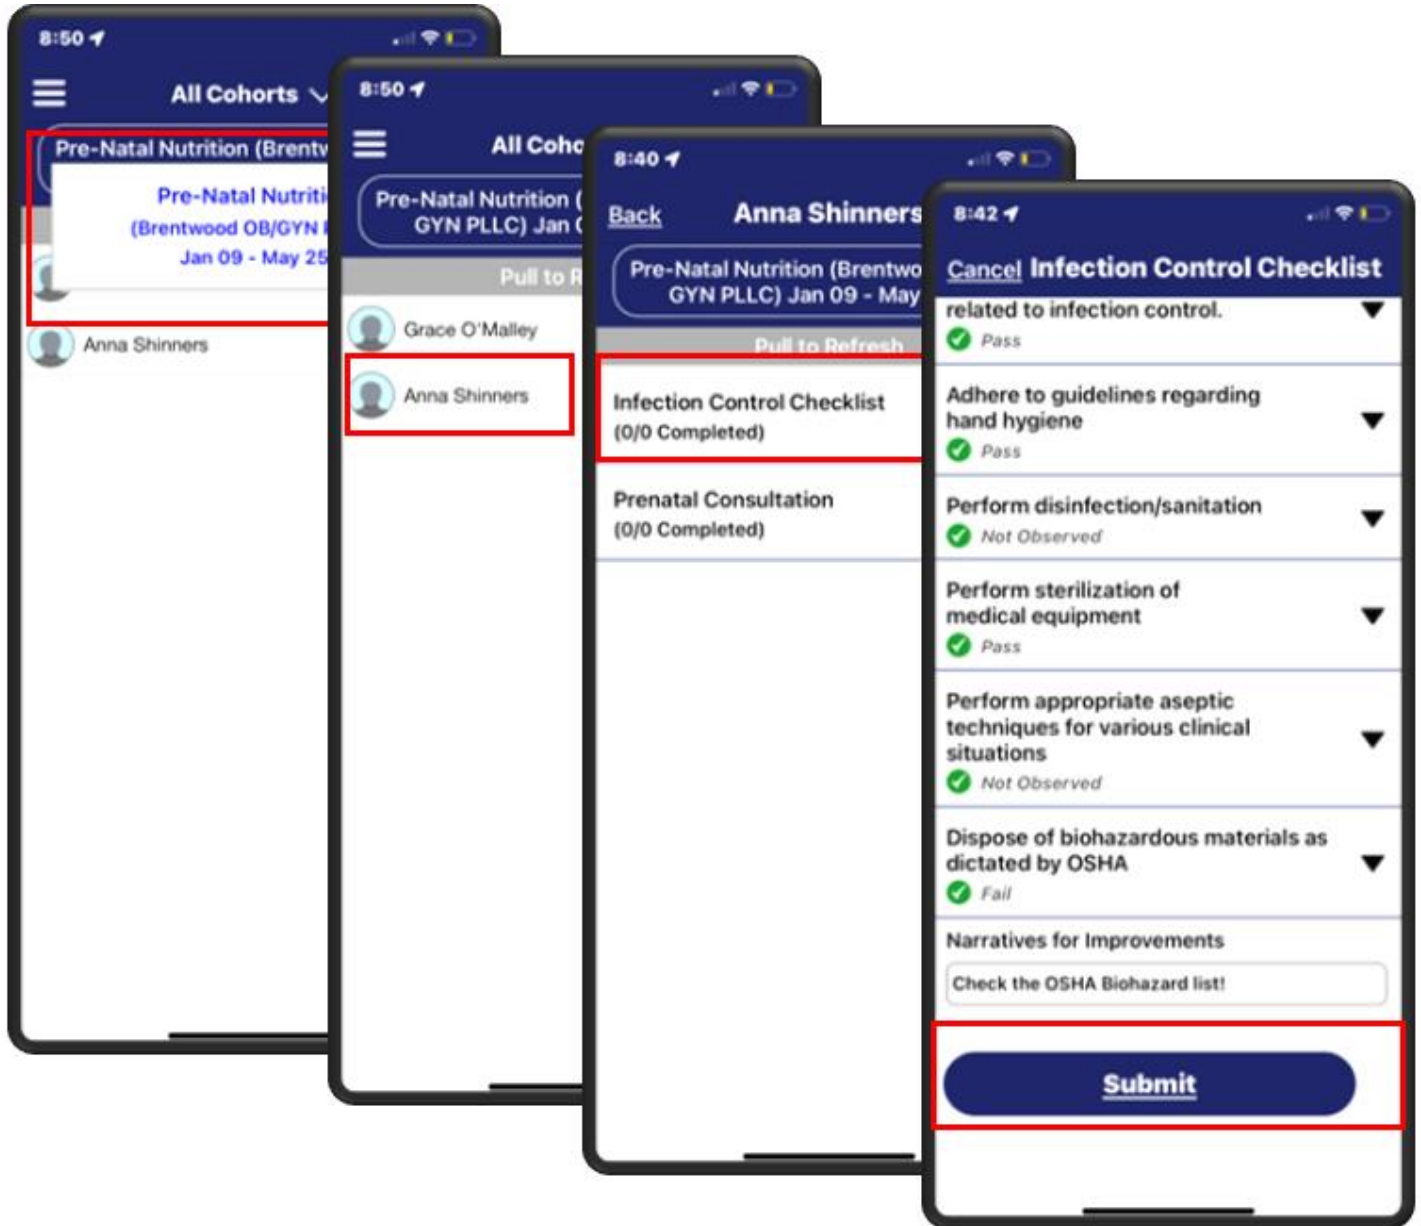 8:50
All Cohorts
Pre-Natal Nutrition (Brentw
Pre-Natal Nutriti
(Brentwood OB/GYN
Jan 09 - May 25
Anna Shinners
8:50
All Coho
Pre-Natal Nutrition (
GYN PLLC) Jan
Pull to R
Grace O'Malley
Anna Shinners
8:40
Back Anna Shinners
Pre-Natal Nutrition (Brentwo
GYN PLLC) Jan 09 - May
Pull to Refresh
Infection Control Checklist
(0/0 Completed)
Prenatal Consultation
(0/0 Completed)
8:42
Cancel Infection Control Checklist
related to infection control.
Pass
Adhere to guidelines regarding
hand hygiene
Pass
Perform disinfection/sanitation
Not Observed
Perform sterilization of
medical equipment
Pass
Perform appropriate aseptic
techniques for various clinical
situations
Not Observed
Dispose of biohazardous materials as
dictated by OSHA
Fail
Narratives for Improvements
Check the OSHA Biohazard list!
Submit